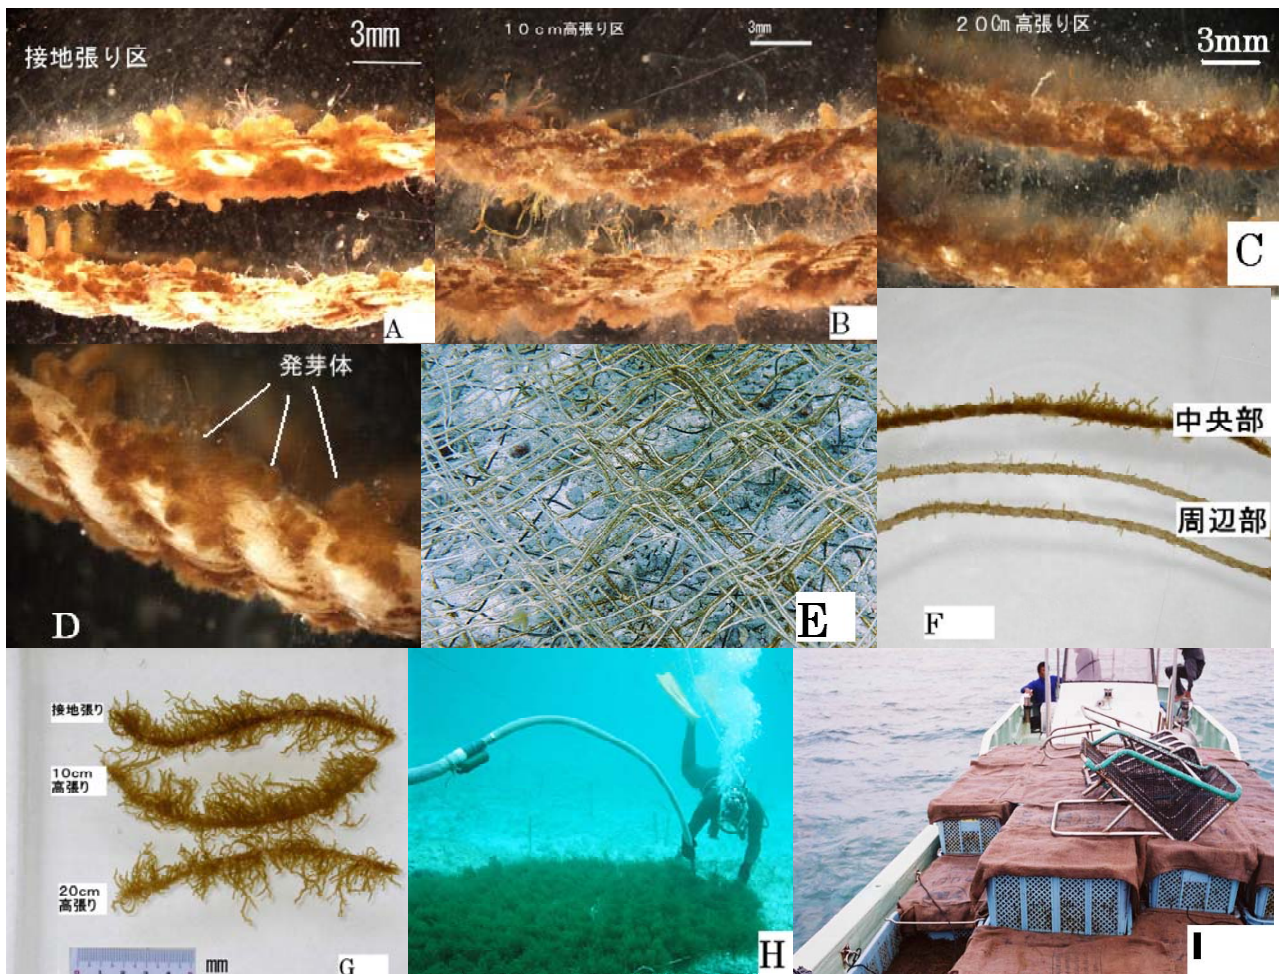 接地張り区
3mm
A
10cm高張り区
3mm
B
20Cm高張り区
3mm
C
発芽体
D
E
中央部
周辺部
F
接地張り
10cm
高張り
20cm
高張り
mm
G
H
I